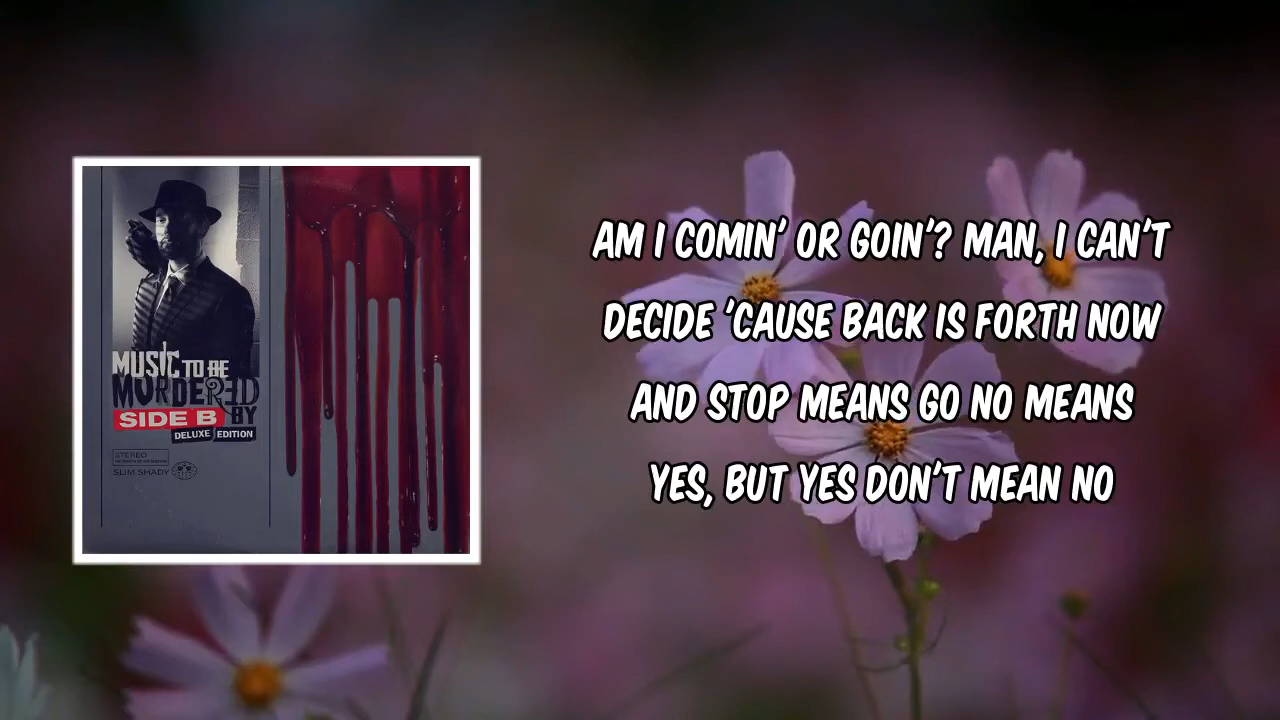 MUSIC TO BE
MURDERED
SIDE B BY
DELUXE EDITION
STEREO
SLIM SHADY
AM I COMIN' OR GOIN'? MAN, I CAN'T
DECIDE 'CAUSE BACK IS FORTH NOW
AND STOP MEANS GO NO MEANS
YES, BUT YES DON'T MEAN NO